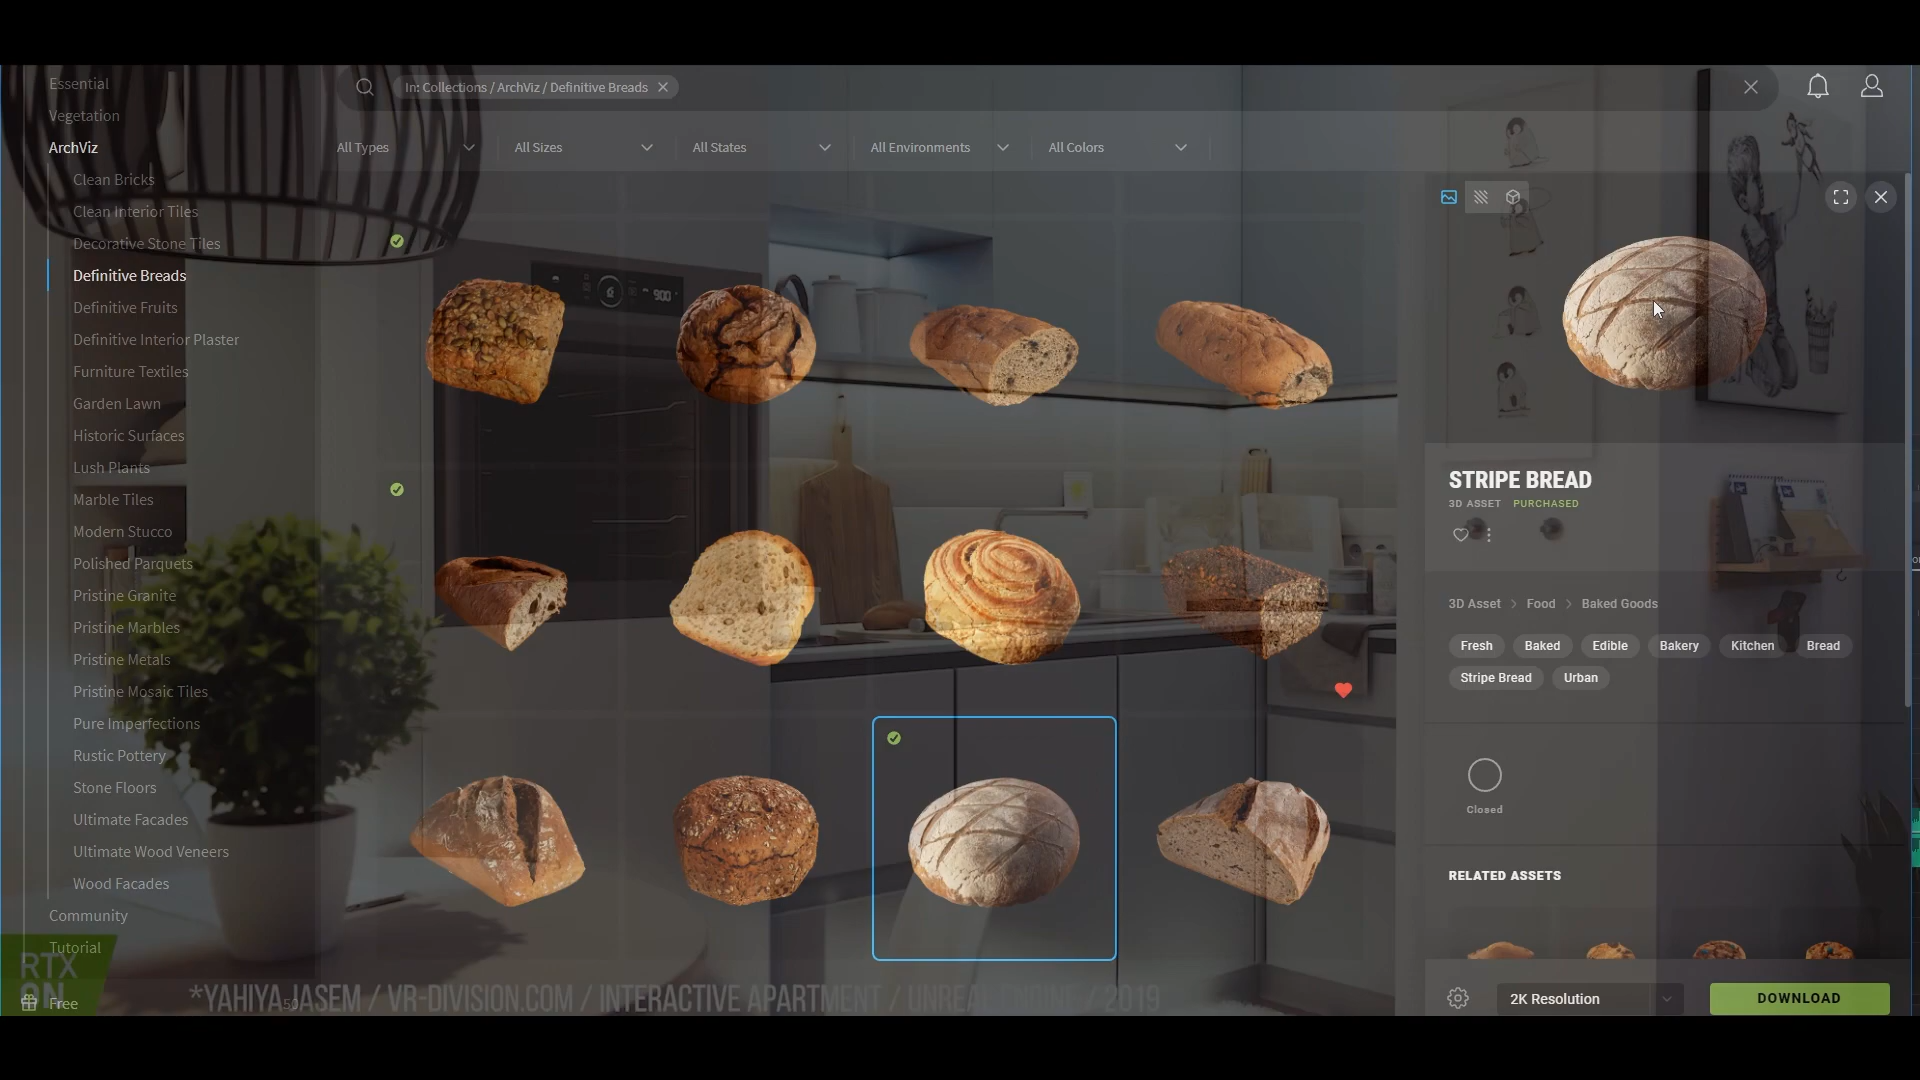 Essential
Vegetation
ArchViz
Clean Bricks
Clean Interior Tiles
Decorative Stone Tiles
Definitive Breads
Definitive Fruits
Definitive Interior Plaster
Furniture Textiles
Garden Lawn
Historic Surfaces
Lush Plants
Marble Tiles
Modern Stucco
Polished Parquets
Pristine Granite
Pristine Marbles
Pristine Metals
Pristine Mosaic Tiles
Pure Imperfections
Rustic Pottery
Stone Floors
Ultimate Facades
Ultimate Wood Veneers
Wood Facades
Community
Tutorial
Free
RTX
ON
In: Collections / ArchViz / Definitive Breads
All Types
All Sizes
All States
All Environments
All Colors
900
STRIPE BREAD
3D ASSET PURCHASED
3D Asset > Food > Baked Goods
Fresh Baked Edible Bakery Kitchen Bread
Stripe Bread Urban
Closed
RELATED ASSETS
2K Resolution
DOWNLOAD
*YAHIYA JASEM / VR-DIVISION.COM / INTERACTIVE APARTMENT / UNREAL ENGINE / 2019